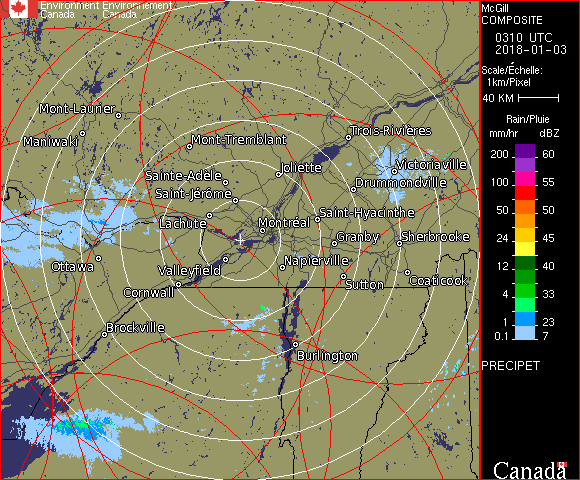 Environment Environnement
Canada Canada
McGill
COMPOSITE
0310 UTC
2018-01-03
Scale/Échelle:
1km/Pixel
40 KM
Rain/Pluie
mm/hr dBZ
200 60
150 55
100 55
50 50
24 45
12 40
4 33
1 23
0.1 7
PRECIPET
Canada
Mont-Laurier
Maniwaki
Mont-Tremblant
Trois-Rivières
Joliette
Victoriaville
Sainte-Adèle
Drummondville
Saint-Jérôme
Lachute
Saint-Hyacinthe
Montréal
Granby
Sherbrooke
Ottawa
Valleyfield
Napierville
Cornwall
Sutton
Coaticook
Brockville
Burlington